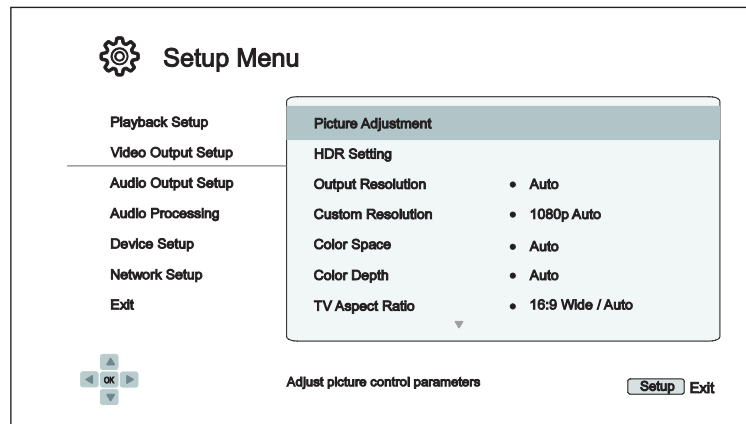 Setup Menu
Playback Setup
Video Output Setup
Audio Output Setup
Audio Processing
Device Setup
Network Setup
Exit
Picture Adjustment
HDR Setting
Output Resolution • Auto
Custom Resolution • 1080p Auto
Color Space • Auto
Color Depth • Auto
TV Aspect Ratio • 16:9 Wide / Auto
OK
Adjust picture control parameters
Setup Exit